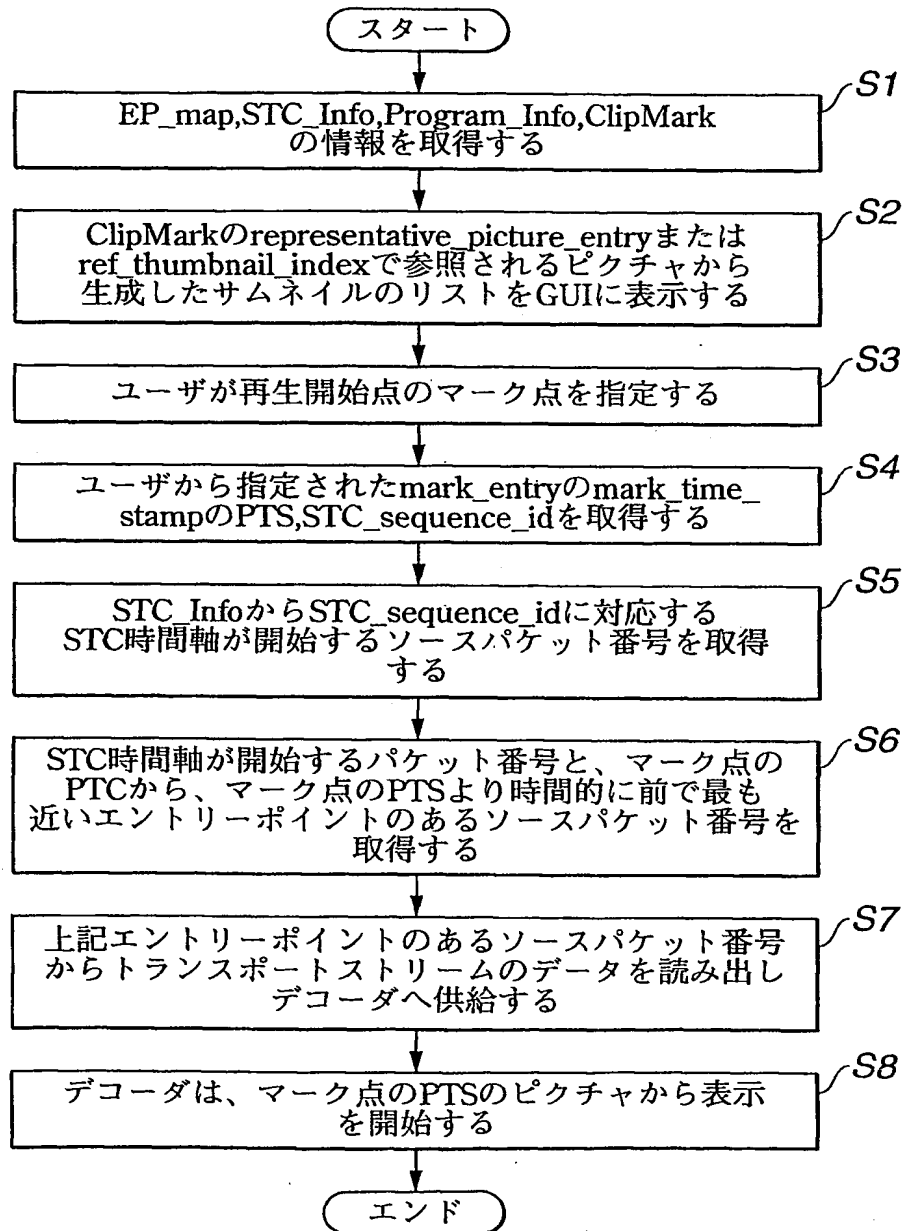 スタート
S1
EP_map,STC_Info,Program_Info,ClipMark
の情報を取得する
S2
ClipMarkのrepresentative_picture_entryまたは
ref_thumbnail_indexで参照されるピクチャから
生成したサムネイルのリストをGUIに表示する
S3
ユーザが再生開始点のマーク点を指定する
S4
ユーザから指定されたmark_entryのmark_time_
stampのPTS,STC_sequence_idを取得する
S5
STC_InfoからSTC_sequence_idに対応する
STC時間軸が開始するソースパケット番号を取得
する
S6
STC時間軸が開始するパケット番号と、マーク点の
PTCから、マーク点のPTSより時間的に前で最も
近いエントリーポイントのあるソースパケット番号を
取得する
S7
上記エントリーポイントのあるソースパケット番号
からトランスポートストリームのデータを読み出し
デコーダへ供給する
S8
デコーダは、マーク点のPTSのピクチャから表示
を開始する
エンド